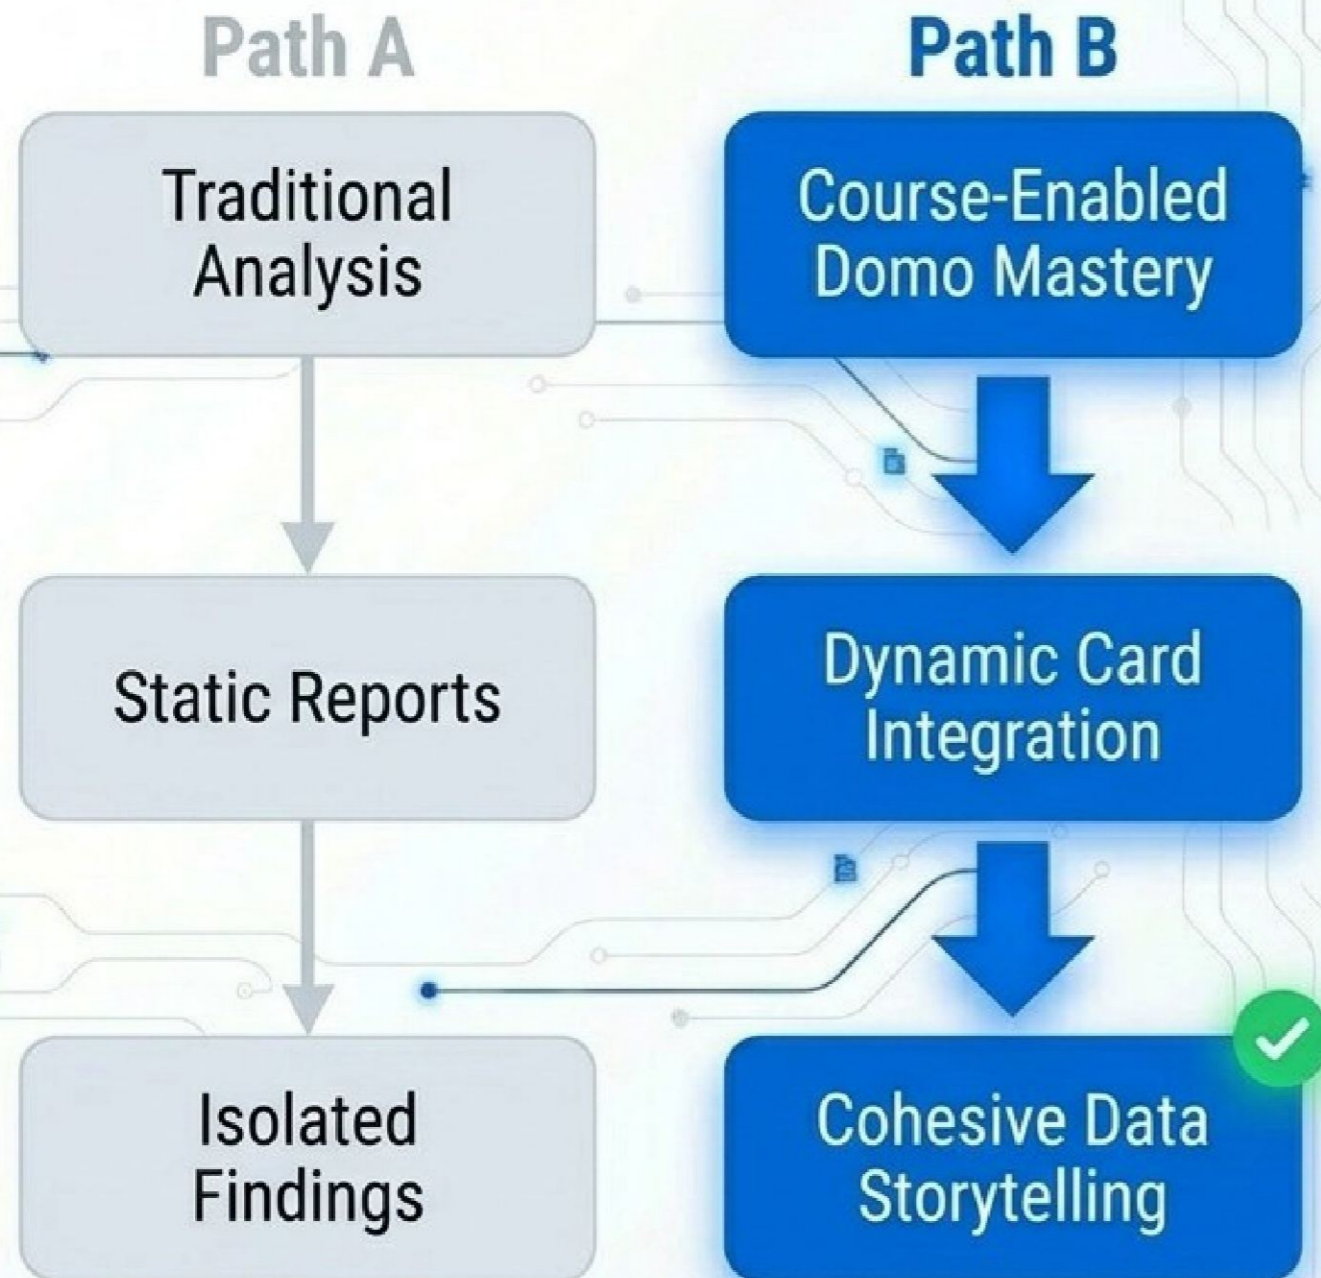 Path A
Traditional
Analysis
Static Reports
Isolated
Findings
Path B
Course-Enabled
Domo Mastery
Dynamic Card
Integration
Cohesive Data
Storytelling